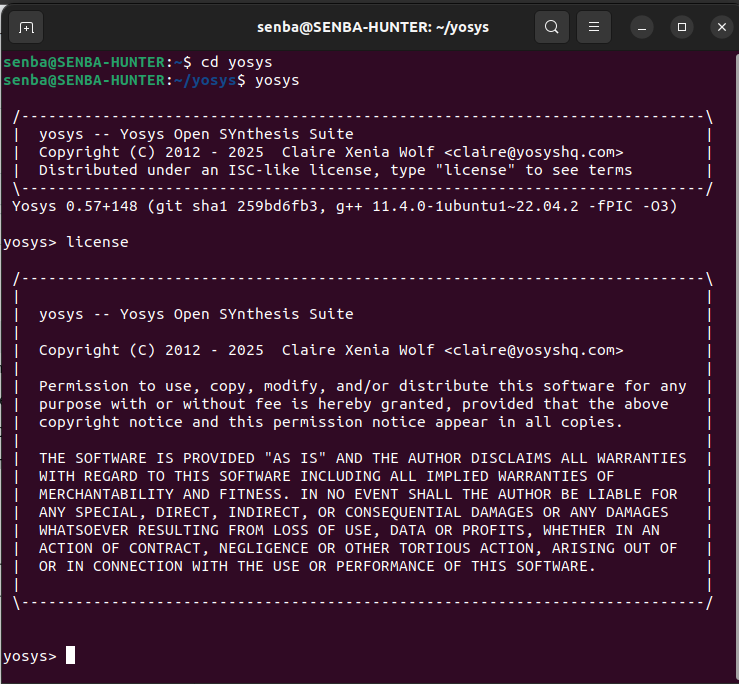 senba@SENBA-HUNTER: ~/yosys
senba@SENBA-HUNTER:~$ cd yosys
senba@SENBA-HUNTER:~/yosys$ yosys
/----------------------------------------------------------------------------\
|  yosys -- Yosys Open SYnthesis Suite                                       |
|  Copyright (C) 2012 - 2025  Claire Xenia Wolf <claire@yosyshq.com>         |
|  Distributed under an ISC-like license, type "license" to see terms        |
\----------------------------------------------------------------------------/
Yosys 0.57+148 (git sha1 259bd6fb3, g++ 11.4.0-1ubuntu1~22.04.2 -fPIC -O3)
yosys> license
/----------------------------------------------------------------------------\
|                                                                            |
|  yosys -- Yosys Open SYnthesis Suite                                       |
|                                                                            |
|  Copyright (C) 2012 - 2025  Claire Xenia Wolf <claire@yosyshq.com>         |
|                                                                            |
|  Permission to use, copy, modify, and/or distribute this software for any  |
|  purpose with or without fee is hereby granted, provided that the above    |
|  copyright notice and this permission notice appear in all copies.         |
|                                                                            |
|  THE SOFTWARE IS PROVIDED "AS IS" AND THE AUTHOR DISCLAIMS ALL WARRANTIES  |
|  WITH REGARD TO THIS SOFTWARE INCLUDING ALL IMPLIED WARRANTIES OF          |
|  MERCHANTABILITY AND FITNESS. IN NO EVENT SHALL THE AUTHOR BE LIABLE FOR   |
|  ANY SPECIAL, DIRECT, INDIRECT, OR CONSEQUENTIAL DAMAGES OR ANY DAMAGES    |
|  WHATSOEVER RESULTING FROM LOSS OF USE, DATA OR PROFITS, WHETHER IN AN     |
|  ACTION OF CONTRACT, NEGLIGENCE OR OTHER TORTIOUS ACTION, ARISING OUT OF   |
|  OR IN CONNECTION WITH THE USE OR PERFORMANCE OF THIS SOFTWARE.            |
|                                                                            |
\----------------------------------------------------------------------------/
yosys>